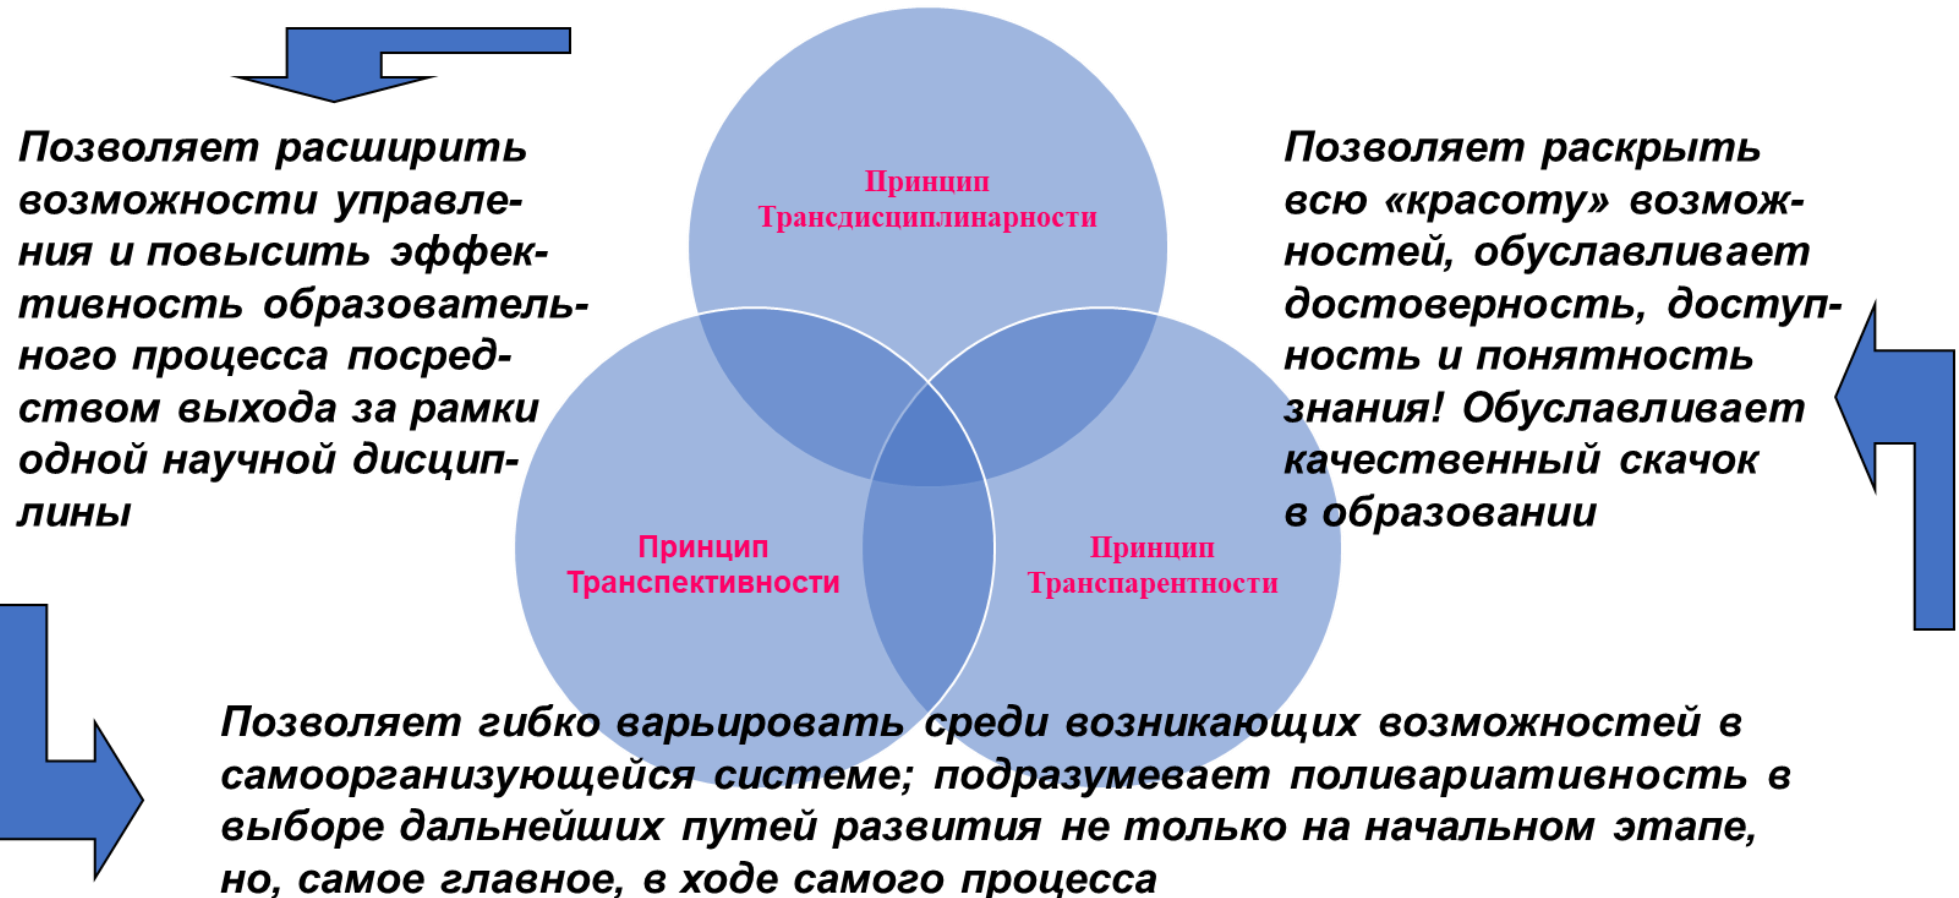 Позволяет расширить
возможности управле-
ния и повысить эффек-
тивность образователь-
ного процесса посред-
ством выхода за рамки
одной научной дисцип-
лины
Принцип
Трансдисциплинарности
Позволяет раскрыть
всю «красоту» возмож-
ностей, обуславливает
достоверность, доступ-
ность и понятность
знания! Обуславливает
качественный скачок
в образовании
Принцип
Транспективности
Принцип
Транспарентности
Позволяет гибко варьировать среди возникающих возможностей в
самоорганизующейся системе; подразумевает поливариативность в
выборе дальнейших путей развития не только на начальном этапе,
но, самое главное, в ходе самого процесса